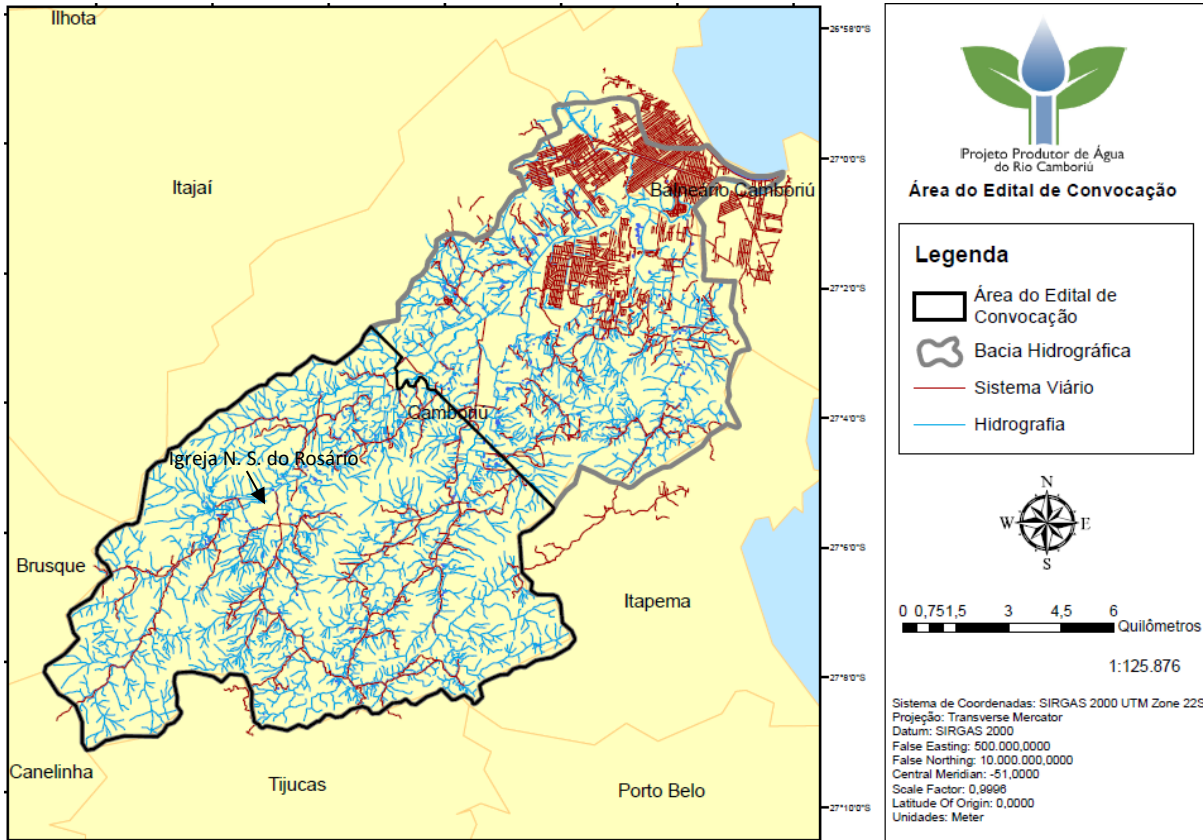 Ilhota
Itajaí
Balneario Camboriú
Camboriú
Igreja N. S. do Rosário
Brusque
Itapema
Canelinha
Tijucas
Porto Belo
26°58'0"S
27°0'0"S
27°2'0"S
27°4'0"S
27°6'0"S
27°8'0"S
27°10'0"S
Projeto Produtor de Água
do Rio Camboriú
Área do Edital de Convocação
Legenda
Área do Edital de
Convocação
Bacia Hidrográfica
Sistema Viário
Hidrografia
N
W E
S
0 0,75 1,5 3 4,5 6
Quilômetros
1:125.876
Sistema de Coordenadas: SIRGAS 2000 UTM Zone 22S
Projeção: Transverse Mercator
Datum: SIRGAS 2000
False Easting: 500.000,0000
False Northing: 10.000.000,0000
Central Meridian: -51,0000
Scale Factor: 0,9996
Latitude Of Origin: 0,0000
Unidades: Meter